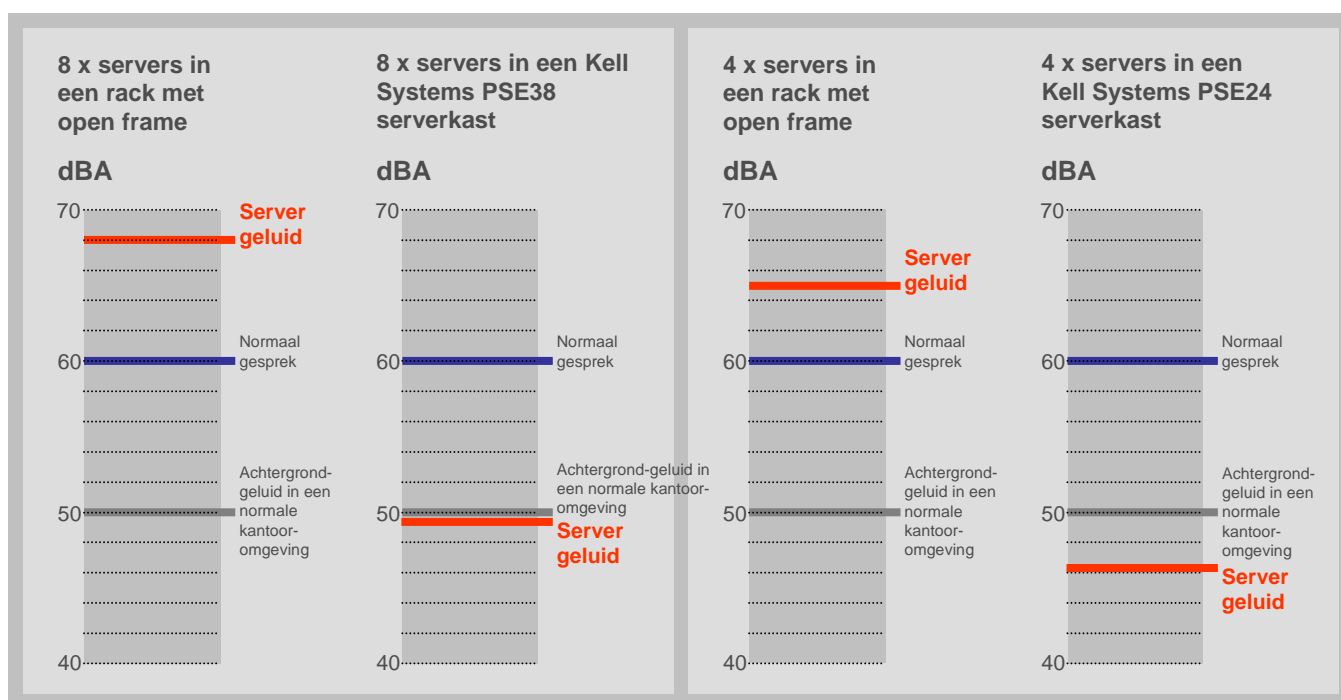 8 x servers in
een rack met
open frame
dBA
70
60
50
40
Server
geluid
Normaal
gesprek
Achtergrond-
geluid in een
normale
kantoor-
omgeving
8 x servers in een Kell
Systems PSE38
serverkast
dBA
70
60
50
40
Normaal
gesprek
Achtergrond-geluid in
een normale kantoor-
omgeving
Server
geluid
4 x servers in
een rack met
open frame
dBA
70
60
50
40
Server
geluid
Normaal
gesprek
Achtergrond-
geluid in een
normale
kantoor-
omgeving
4 x servers in een
Kell Systems PSE24
serverkast
dBA
70
60
50
40
Normaal
gesprek
Achtergrond-
geluid in een
normale
kantoor-
omgeving
Server
geluid